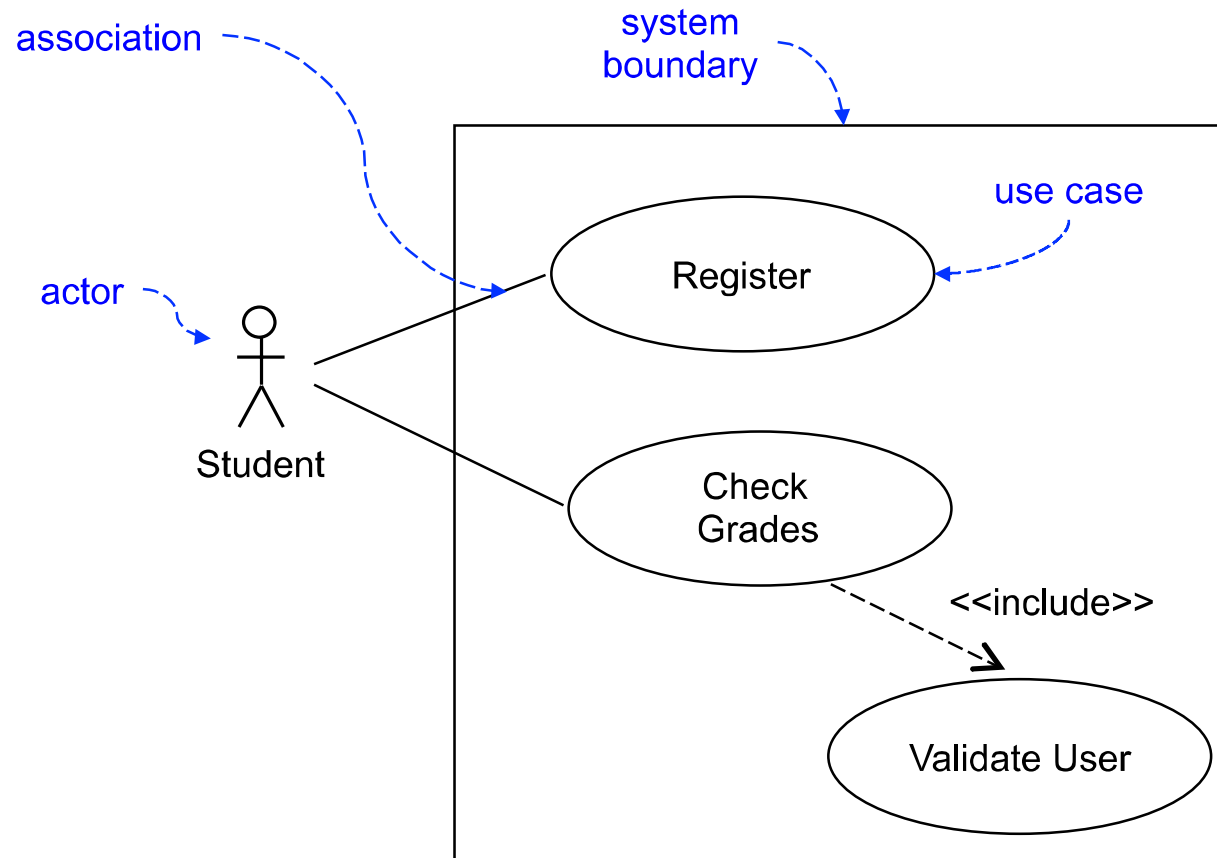 association
system
boundary
use case
Register
actor
Student
Check
Grades
<<include>>
Validate User